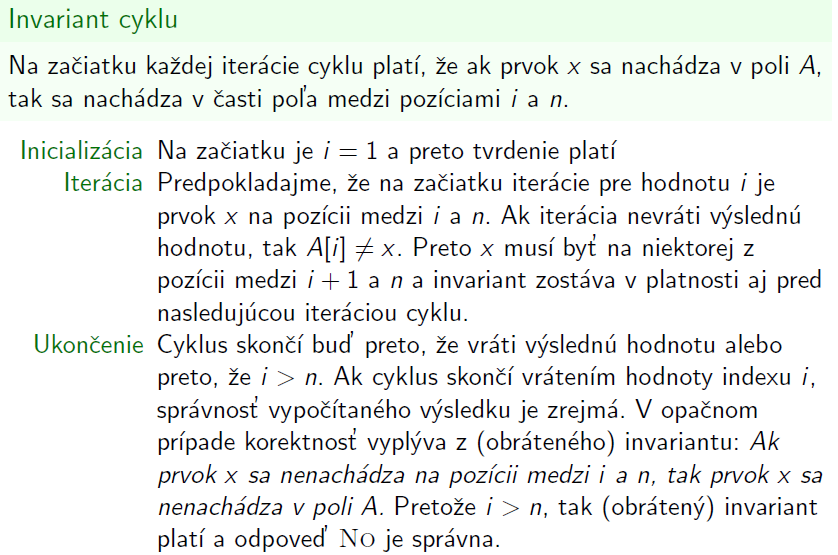 Invariant cyklu
Na začiatku každej iterácie cyklu platí, že ak prvok x sa nachádza v poli A,
tak sa nachádza v časti poľa medzi pozíciami i a n.
Inicializácia Na začiatku je i = 1 a preto tvrdenie platí
Iterácia Predpokladajme, že na začiatku iterácie pre hodnotu i je
prvok x na pozícii medzi i a n. Ak iterácia nevráti výslednú
hodnotu, tak A[i] ≠ x. Preto x musí byť na niektorej z
pozícii medzi i + 1 a n a invariant zostáva v platnosti aj pred
nasledujúcou iteráciou cyklu.
Ukončenie Cyklus skončí buď preto, že vráti výslednú hodnotu alebo
preto, že i > n. Ak cyklus skončí vrátením hodnoty indexu i,
správnosť vypočítaného výsledku je zrejmá. V opačnom
prípade korektnosť vyplýva z (obráteného) invariantu: Ak
prvok x sa nenachádza na pozícii medzi i a n, tak prvok x sa
nenachádza v poli A. Pretože i > n, tak (obrátený) invariant
platí a odpoveď No je správna.